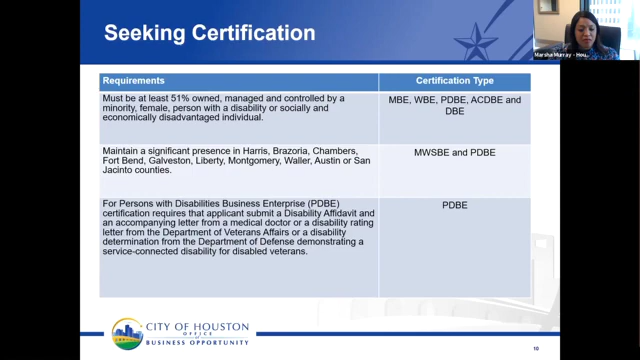 Seeking Certification
Marsha Murray - Hou...
Requirements
Certification Type
Must be at least 51% owned, managed and controlled by a
minority, female, person with a disability or socially and
economically disadvantaged individual.
MBE, WBE, PDBE, ACDBE and
DBE
Maintain a significant presence in Harris, Brazoria, Chambers,
Fort Bend, Galveston, Liberty, Montgomery, Waller, Austin or San
Jacinto counties.
MWSBE and PDBE
For Persons with Disabilities Business Enterprise (PDBE)
certification requires that applicant submit a Disability Affidavit and
an accompanying letter from a medical doctor or a disability rating
letter from the Department of Veterans Affairs or a disability
determination from the Department of Defense demonstrating a
service-connected disability for disabled veterans.
PDBE
CITY OF HOUSTON
OFFICE
OF
BUSINESS OPPORTUNITY
10